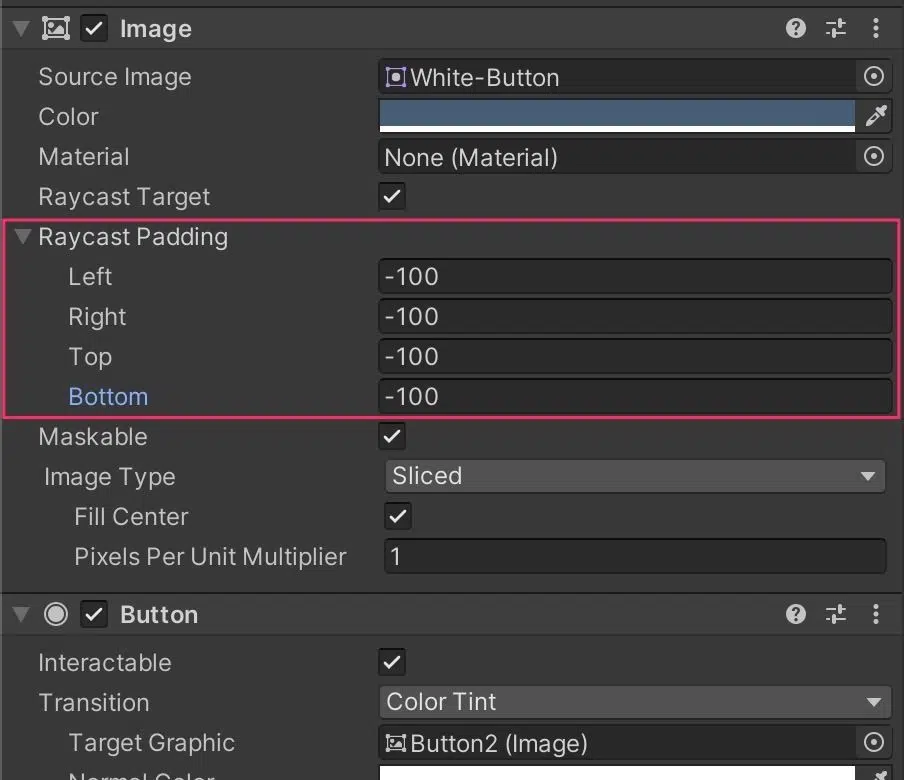 Image
Source Image White-Button
Color
Material None (Material)
Raycast Target
Raycast Padding
Left -100
Right -100
Top -100
Bottom -100
Maskable
Image Type Sliced
Fill Center
Pixels Per Unit Multiplier 1
Button
Interactable
Transition Color Tint
Target Graphic Button2 (Image)
Normal Color